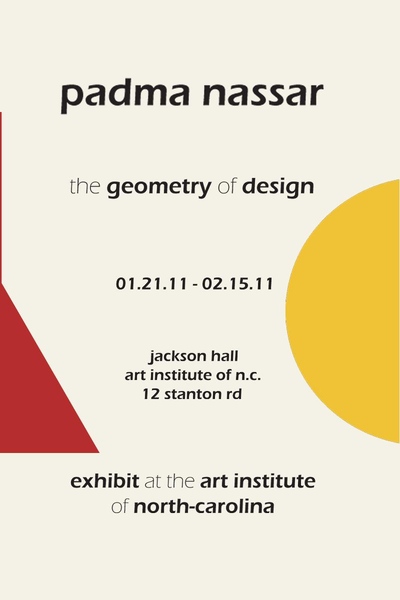 padma nassar
the geometry of design
01.21.11 - 02.15.11
jackson hall
art institute of n.c.
12 stanton rd
exhibit at the art institute
of north-carolina